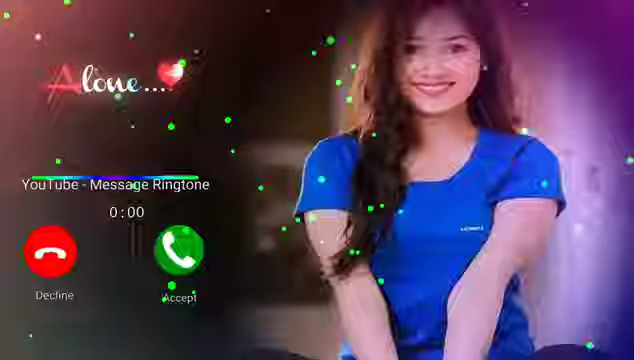 Alone....
YouTube - Message Ringtone
0:00
Decline
Accept